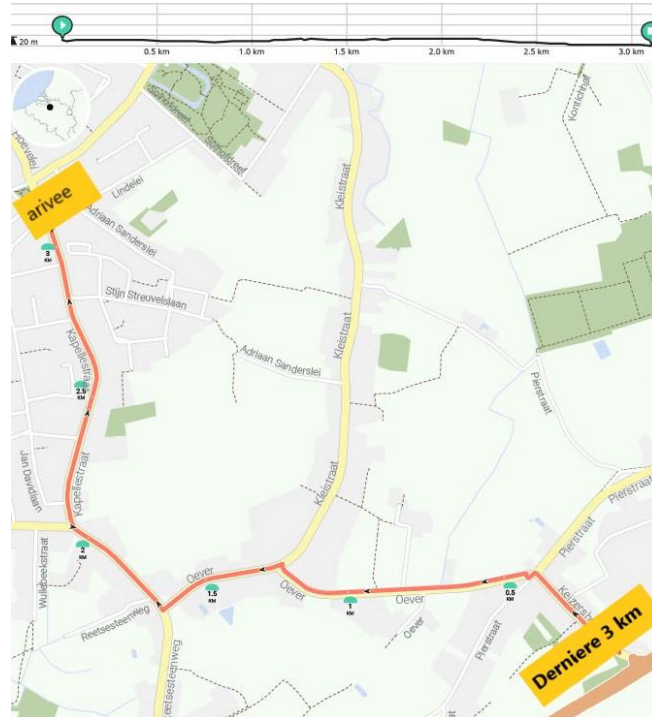 20 m
0.5 km
1.0 km
1.5 km
2.0 km
2.5 km
3.0 km
Kontichhof
Hoevelei
arivee
Lindelei
Adriaan Sanderslei
Kleistraat
3
KM
Stijn Streuvelslaan
Kapellestraat
Kleistraat
Adriaan Sanderslei
Pierstraat
2.5
KM
Kapellestraat
Jan Davidlaan
Kleistraat
Pierstraat
Pierstraat
Wullebeekstraat
2
KM
Oever
1.5
KM
Oever
1
KM
Oever
0.5
KM
Oever
Reetsesteenweg
Reetsesteenweg
Pierstraat
Derniere 3 km